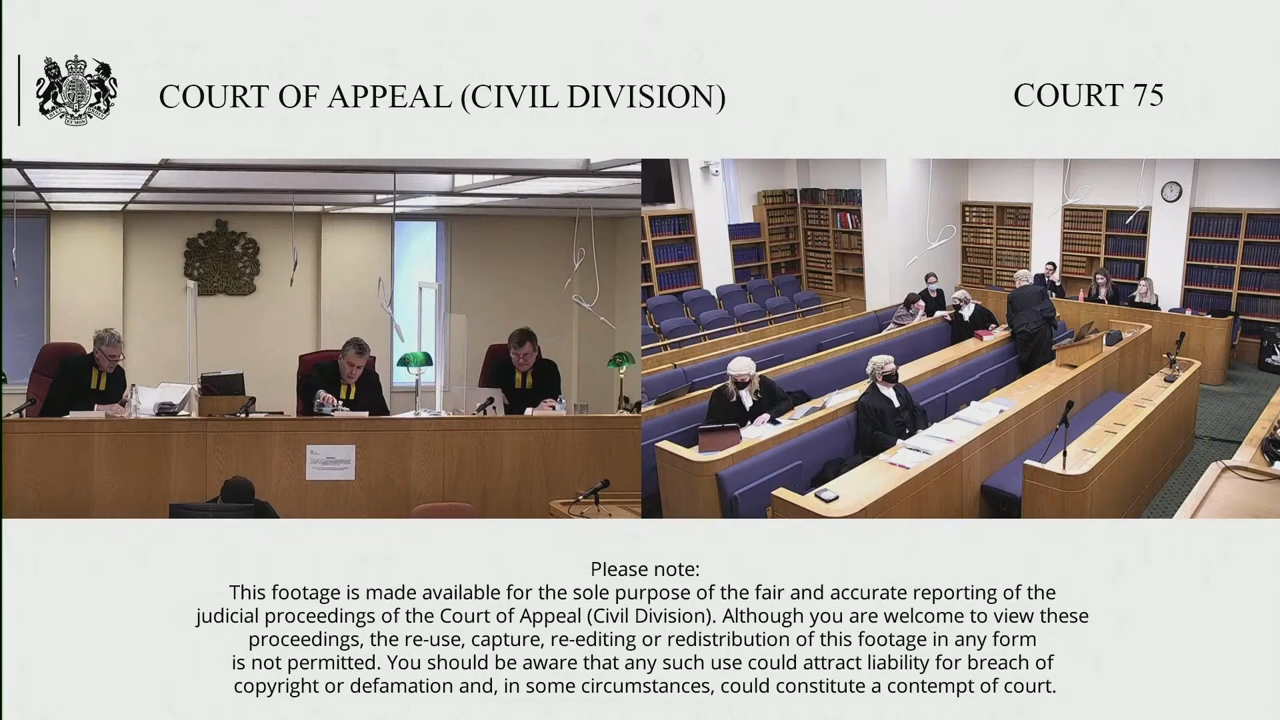 COURT OF APPEAL (CIVIL DIVISION)
COURT 75
Please note:
This footage is made available for the sole purpose of the fair and accurate reporting of the
judicial proceedings of the Court of Appeal (Civil Division). Although you are welcome to view these
proceedings, the re-use, capture, re-editing or redistribution of this footage in any form
is not permitted. You should be aware that any such use could attract liability for breach of
copyright or defamation and, in some circumstances, could constitute a contempt of court.